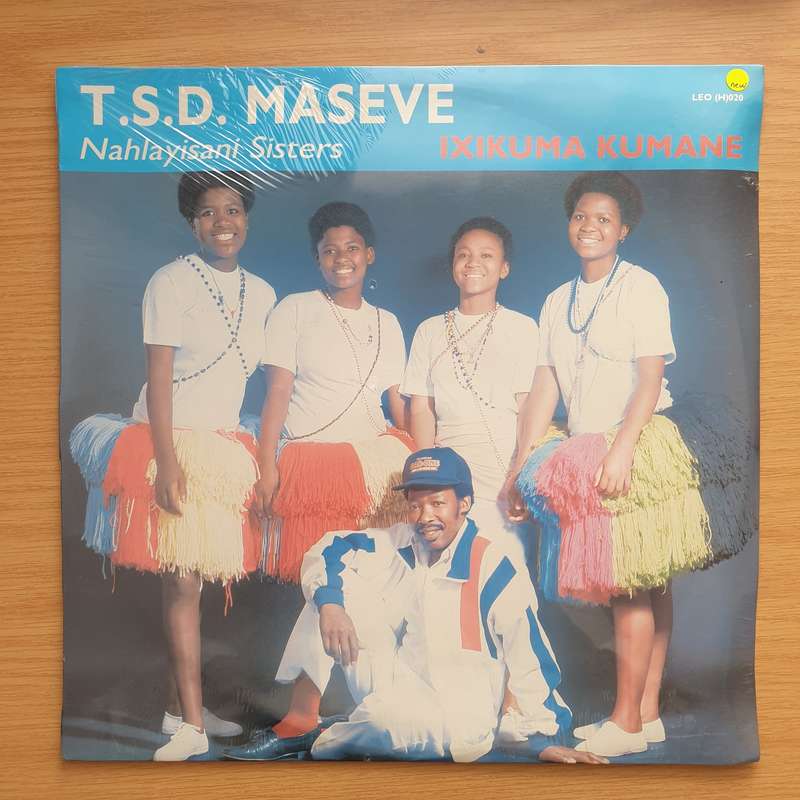 new
LEO (H)020
T.S.D. MASEVE
Nahlayisani Sisters
IXIKUMA KUMANE